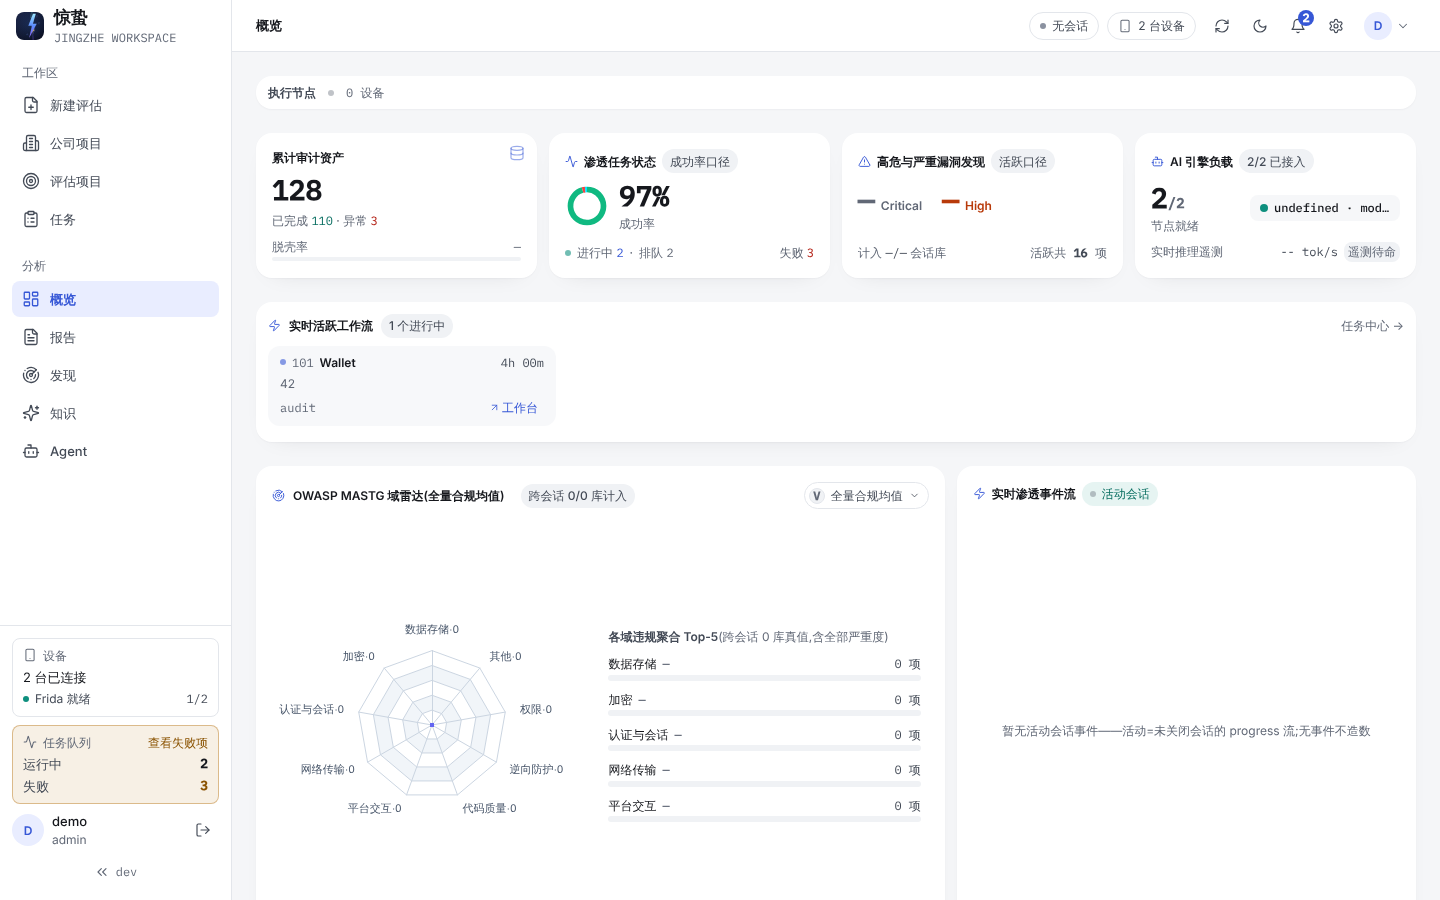 惊蛰
JINGZHE WORKSPACE
工作区
新建评估
公司项目
评估项目
任务
分析
概览
报告
发现
知识
Agent
设备
2 台已连接
Frida 就绪 1/2
任务队列 查看失败项
运行中 2
失败 3
D demo
admin
dev
概览
无会话 2 台设备 2 D
执行节点 0 设备
累计审计资产
128
已完成 110 · 异常 3
脱壳率 —
渗透任务状态 成功率口径
97%
成功率
进行中 2 · 排队 2 失败 3
高危与严重漏洞发现 活跃口径
Critical High
计入 —/— 会话库 活跃共 16 项
AI 引擎负载 2/2 已接入
2/2 undefined · mod…
节点就绪
实时推理遥测 -- tok/s 遥测待命
实时活跃工作流 1 个进行中 任务中心 →
101 Wallet 4h 00m
42
audit 工作台
OWASP MASTG 域雷达(全量合规均值) 跨会话 0/0 库计入 V 全量合规均值
数据存储·0
加密·0 其他·0
认证与会话·0 权限·0
网络传输·0 逆向防护·0
平台交互·0 代码质量·0
各域违规聚合 Top-5(跨会话 0 库真值,含全部严重度)
数据存储 — 0 项
加密 — 0 项
认证与会话 — 0 项
网络传输 — 0 项
平台交互 — 0 项
实时渗透事件流 活动会话
暂无活动会话事件——活动=未关闭会话的 progress 流;无事件不造数